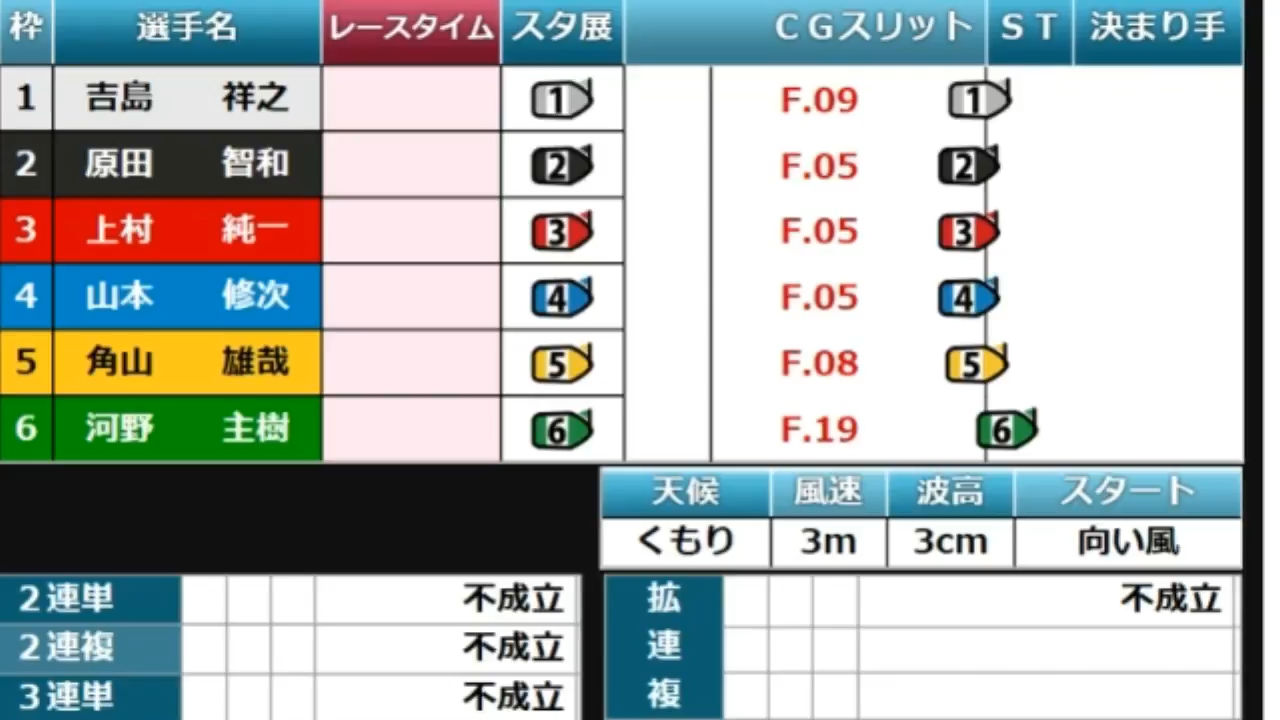 枠 選手名 レースタイム スタ展 CGスリット ST 決まり手
1 吉島 祥之 1 F.09 1
2 原田 智和 2 F.05 2
3 上村 純一 3 F.05 3
4 山本 修次 4 F.05 4
5 角山 雄哉 5 F.08 5
6 河野 主樹 6 F.19 6
天候 風速 波高 スタート
くもり 3m 3cm 向い風
2連単 不成立
2連複 不成立
3連単 不成立
拡連複 不成立